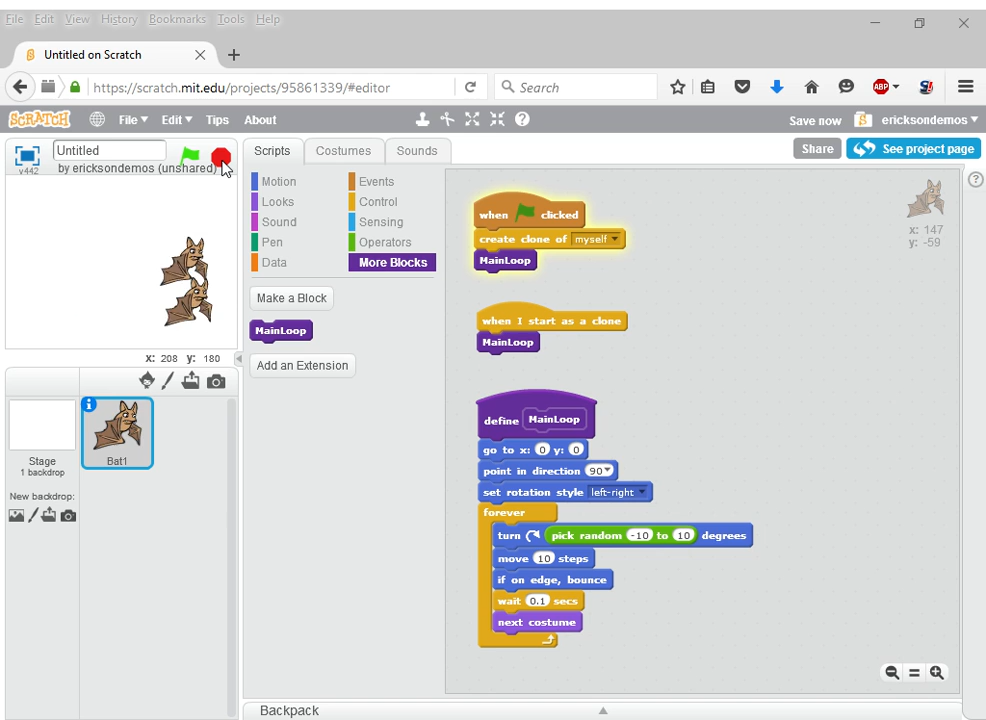 File Edit View History Bookmarks Tools Help
Untitled on Scratch
https://scratch.mit.edu/projects/95861339/#editor
Search
ABP
SCRATCH
File Edit Tips About
Save now
ericksondemos
v442
Untitled
by ericksondemos (unshared)
Scripts Costumes Sounds
Share
See project page
Motion
Looks
Sound
Pen
Data
Events
Control
Sensing
Operators
More Blocks
Make a Block
MainLoop
Add an Extension
when clicked
create clone of myself
MainLoop
when I start as a clone
MainLoop
define MainLoop
go to x: 0 y: 0
point in direction 90
set rotation style left-right
forever
turn pick random -10 to 10 degrees
move 10 steps
if on edge, bounce
wait 0.1 secs
next costume
x: 147
y: -59
x: 208 y: 180
Stage
1 backdrop
New backdrop:
Bat1
Backpack